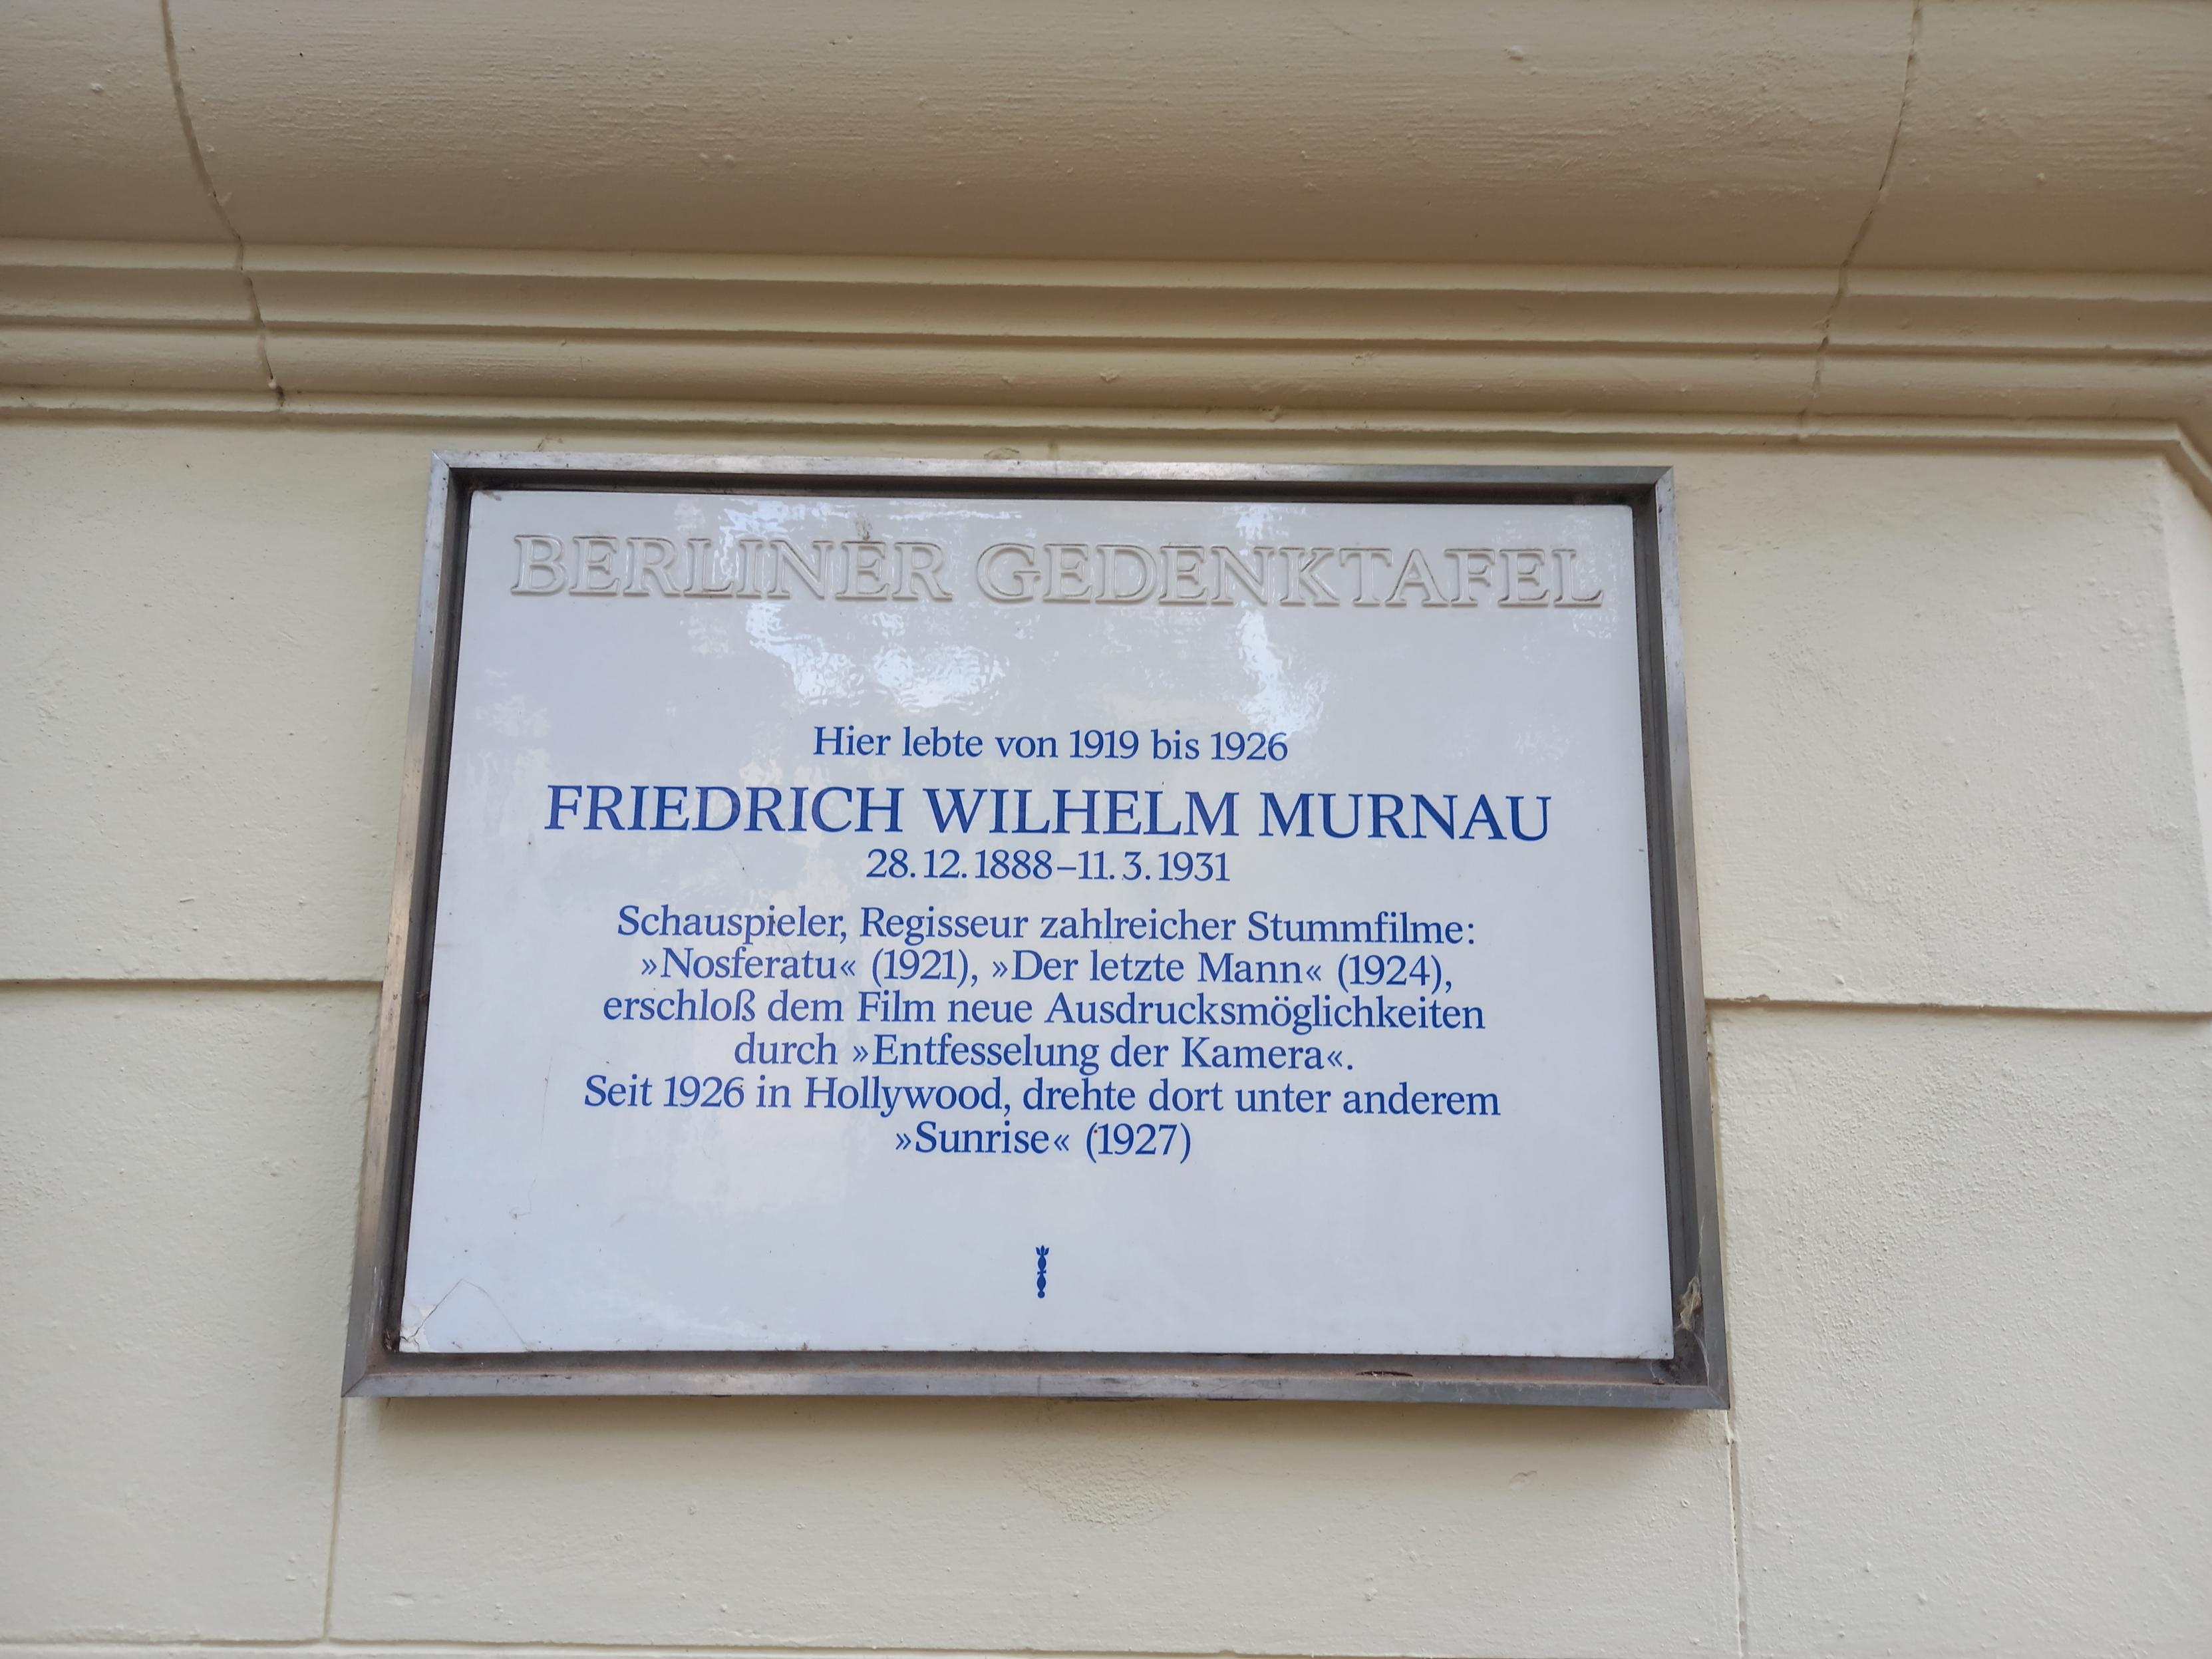 BERLINER GEDENKTAFEL
Hier lebte von 1919 bis 1926
FRIEDRICH WILHELM MURNAU
28.12.1888–11.3.1931
Schauspieler, Regisseur zahlreicher Stummfilme:
»Nosferatu« (1921), »Der letzte Mann« (1924),
erschloß dem Film neue Ausdrucksmöglichkeiten
durch »Entfesselung der Kamera«.
Seit 1926 in Hollywood, drehte dort unter anderem
»Sunrise« (1927)